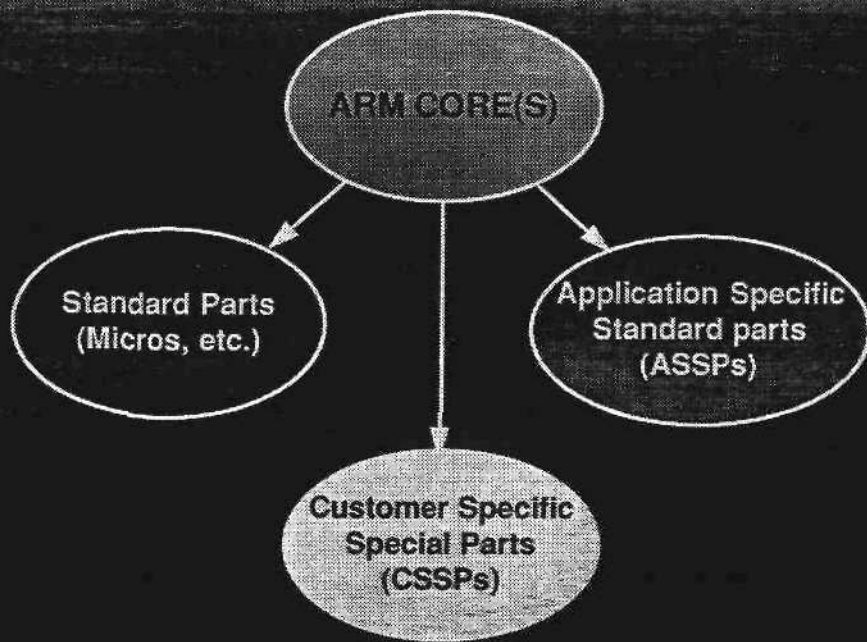 ARM CORE(S)
Standard Parts
(Micros, etc.)
Application Specific
Standard parts
(ASSPs)
Customer Specific
Special Parts
(CSSPs)